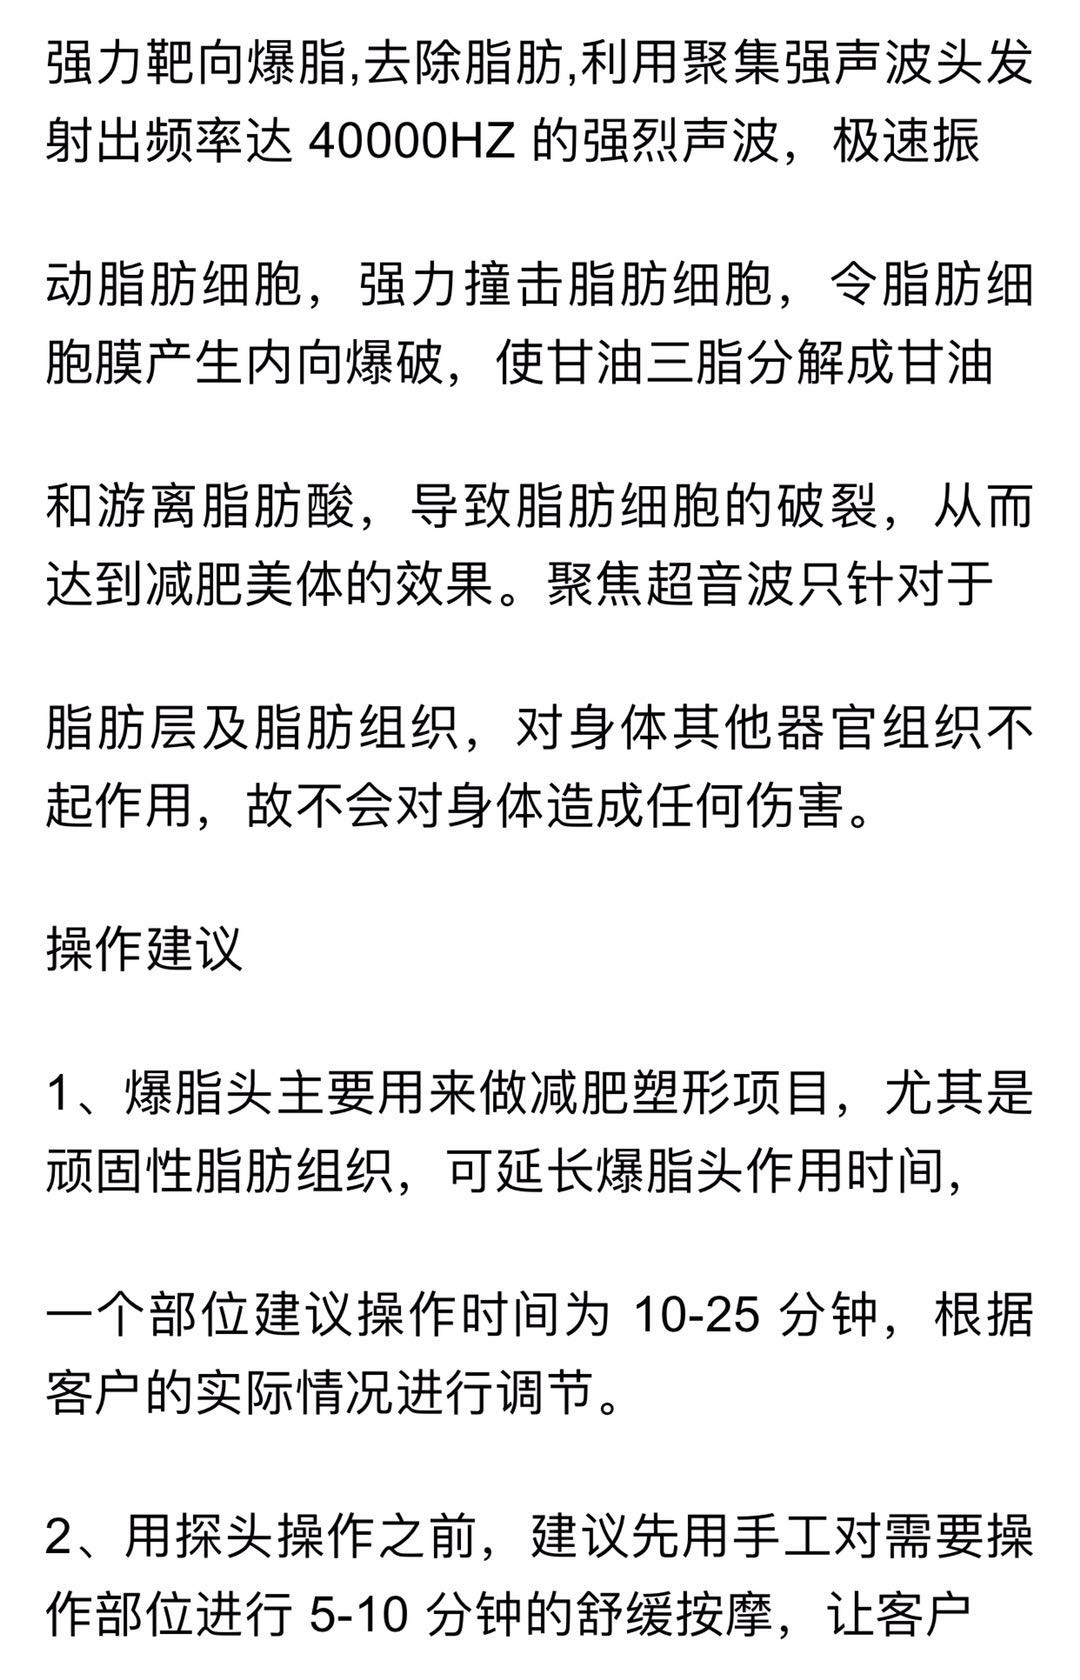 强力靶向爆脂,去除脂肪,利用聚集强声波头发
射出频率达 40000HZ 的强烈声波，极速振
动脂肪细胞，强力撞击脂肪细胞，令脂肪细
胞膜产生内向爆破，使甘油三脂分解成甘油
和游离脂肪酸，导致脂肪细胞的破裂，从而
达到减肥美体的效果。聚焦超音波只针对于
脂肪层及脂肪组织，对身体其他器官组织不
起作用，故不会对身体造成任何伤害。
操作建议
1、爆脂头主要用来做减肥塑形项目，尤其是
顽固性脂肪组织，可延长爆脂头作用时间，
一个部位建议操作时间为 10-25 分钟，根据
客户的实际情况进行调节。
2、用探头操作之前，建议先用手工对需要操
作部位进行 5-10 分钟的舒缓按摩，让客户